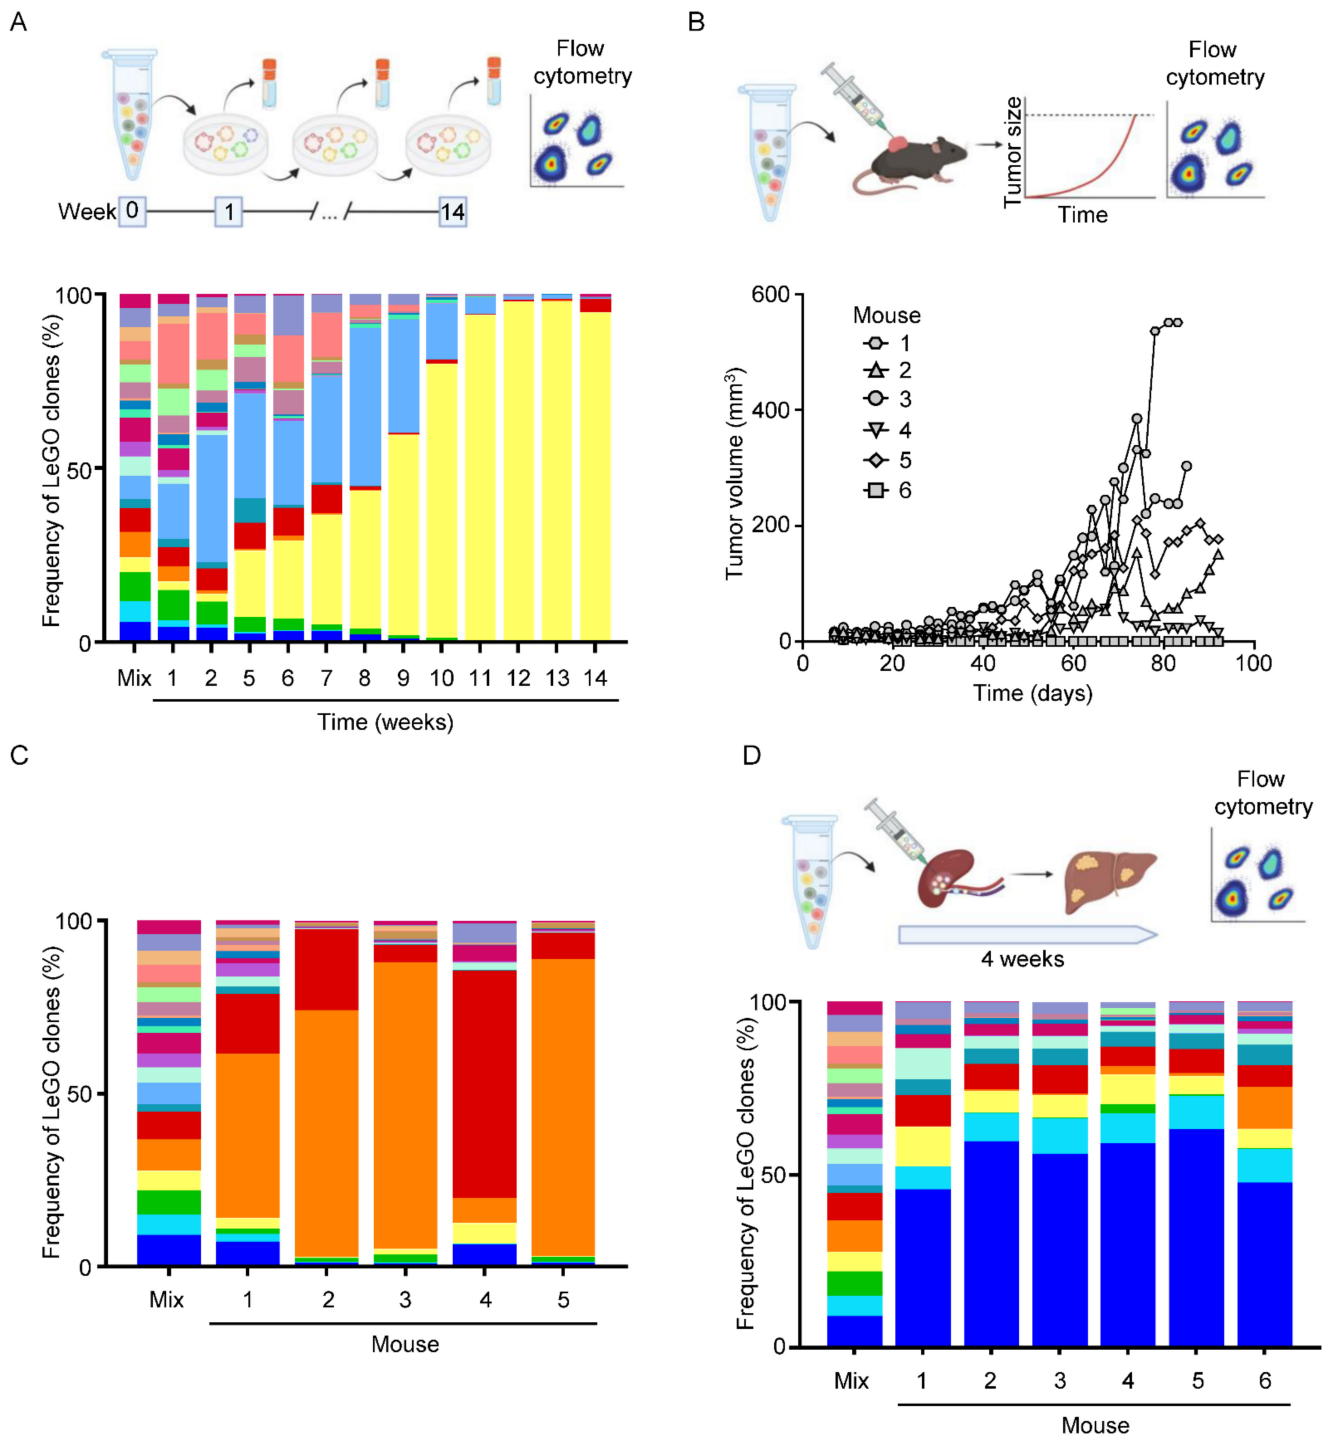 A
Flow
cytometry
Week 0 1 ... 14
Frequency of LeGO clones (%)
100
50
0
Mix 1 2 5 6 7 8 9 10 11 12 13 14
Time (weeks)
B
Flow
cytometry
Tumor size
Time
Tumor volume (mm³)
600
400
200
0
Mouse
1
2
3
4
5
6
0 20 40 60 80 100
Time (days)
C
Frequency of LeGO clones (%)
100
50
0
Mix 1 2 3 4 5
Mouse
D
Flow
cytometry
4 weeks
Frequency of LeGO clones (%)
100
50
0
Mix 1 2 3 4 5 6
Mouse